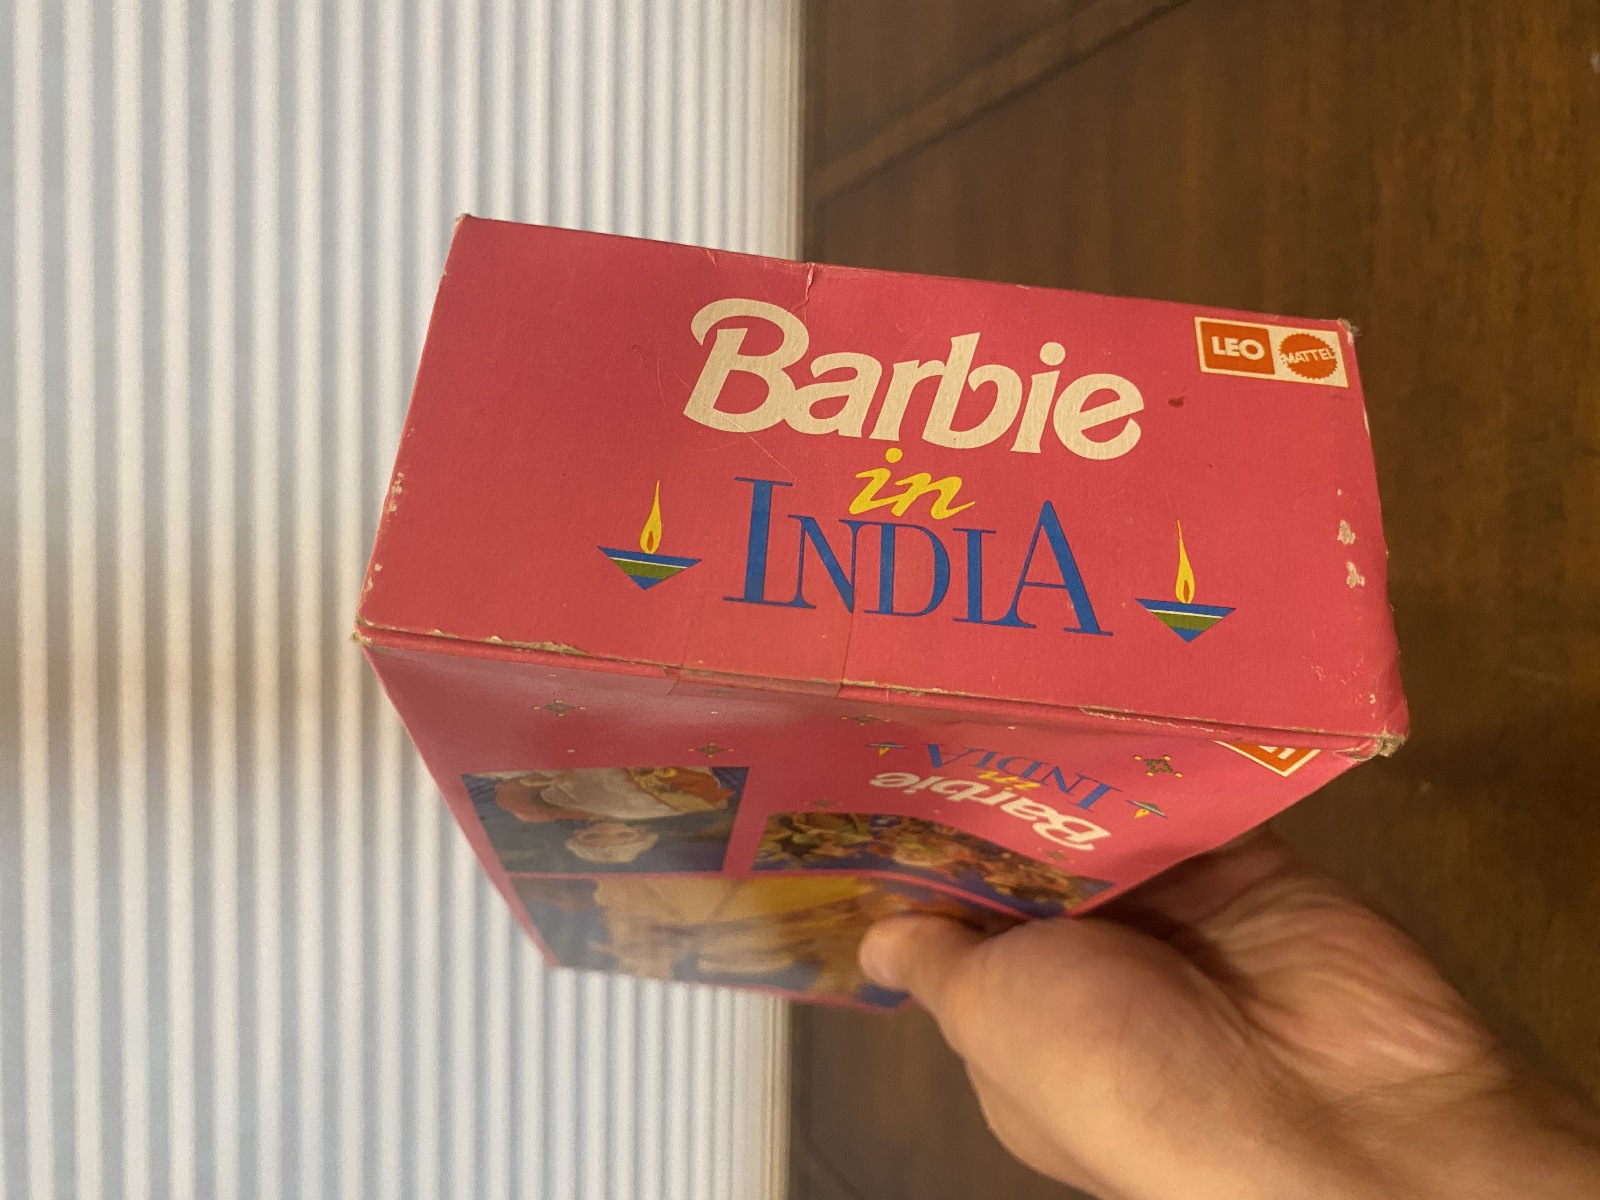 LEO MATTEL
Barbie
in
INDIA
Barbie
in
INDIA